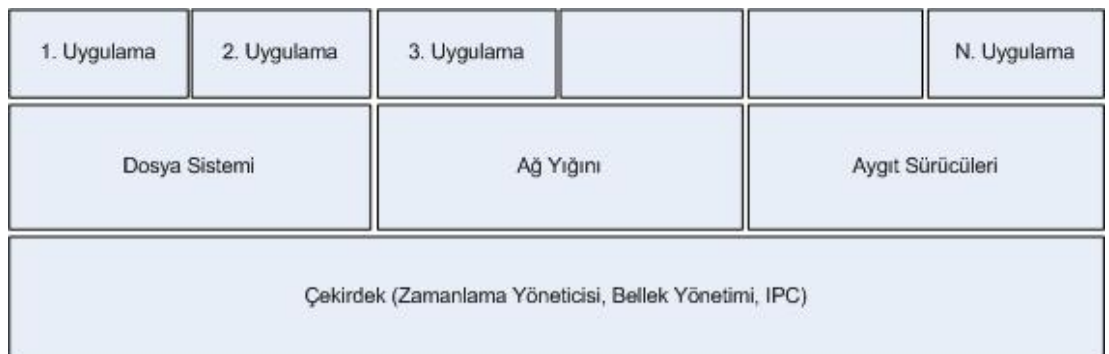 1. Uygulama
2. Uygulama
3. Uygulama
N. Uygulama
Dosya Sistemi
Ağ Yığını
Aygıt Sürücüleri
Çekirdek (Zamanlama Yöneticisi, Bellek Yönetimi, IPC)